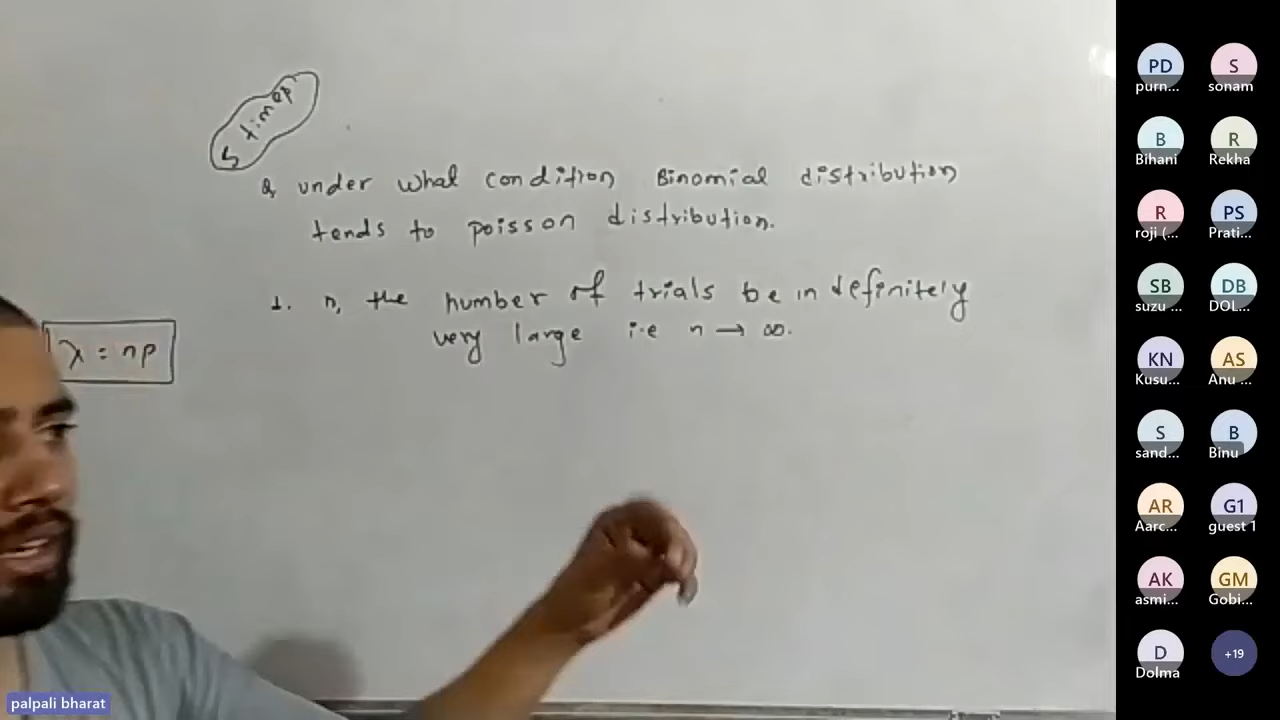 5 times
Q under what condition Binomial distribution
tends to poisson distribution.
1. n, the number of trials be indefinitely
very large i.e n → ∞.
λ = np
palpali bharat
PD
purn...
S
sonam
B
Bihani
R
Rekha
R
roji (...
PS
Prati...
SB
suzu ...
DB
DOL...
KN
Kusu...
AS
Anu ...
S
sand...
B
Binu
AR
Aarc...
G1
guest 1
AK
asmi...
GM
Gobi...
D
Dolma
+19